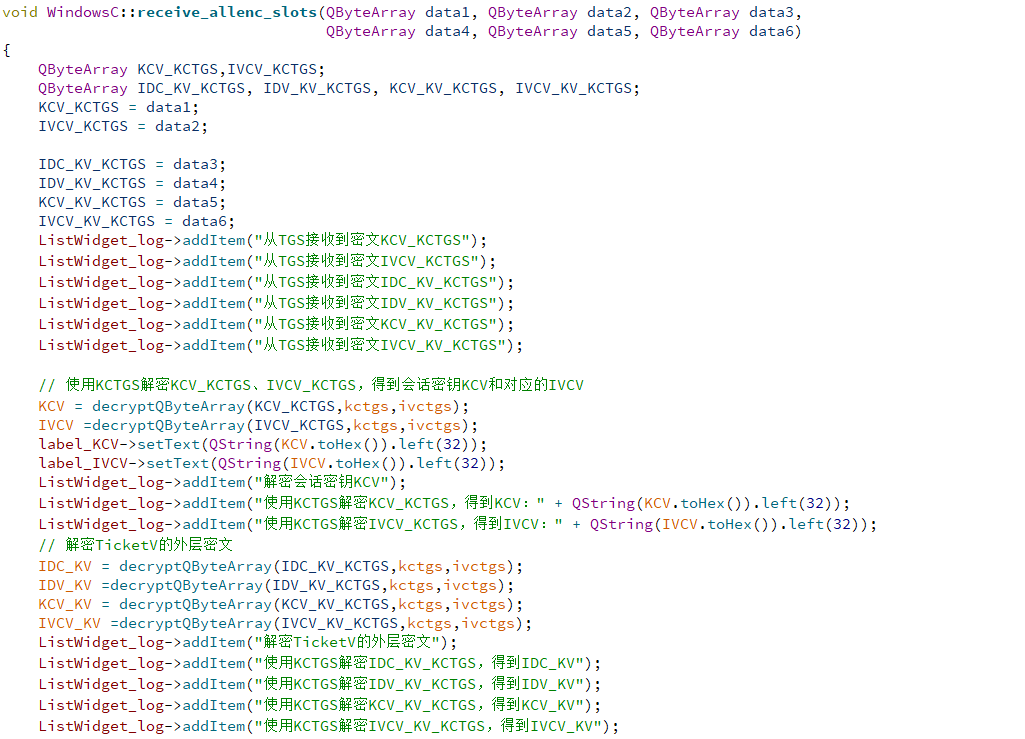 void WindowsC::receive_allenc_slots(QByteArray data1, QByteArray data2, QByteArray data3,
                                    QByteArray data4, QByteArray data5, QByteArray data6)
{
    QByteArray KCV_KCTGS,IVCV_KCTGS;
    QByteArray IDC_KV_KCTGS, IDV_KV_KCTGS, KCV_KV_KCTGS, IVCV_KV_KCTGS;
    KCV_KCTGS = data1;
    IVCV_KCTGS = data2;

    IDC_KV_KCTGS = data3;
    IDV_KV_KCTGS = data4;
    KCV_KV_KCTGS = data5;
    IVCV_KV_KCTGS = data6;
    ListWidget_log->addItem("从TGS接收到密文KCV_KCTGS");
    ListWidget_log->addItem("从TGS接收到密文IVCV_KCTGS");
    ListWidget_log->addItem("从TGS接收到密文IDC_KV_KCTGS");
    ListWidget_log->addItem("从TGS接收到密文IDV_KV_KCTGS");
    ListWidget_log->addItem("从TGS接收到密文KCV_KV_KCTGS");
    ListWidget_log->addItem("从TGS接收到密文IVCV_KV_KCTGS");

    // 使用KCTGS解密KCV_KCTGS、IVCV_KCTGS，得到会话密钥KCV和对应的IVCV
    KCV = decryptQByteArray(KCV_KCTGS,kctgs,ivctgs);
    IVCV =decryptQByteArray(IVCV_KCTGS,kctgs,ivctgs);
    label_KCV->setText(QString(KCV.toHex()).left(32));
    label_IVCV->setText(QString(IVCV.toHex()).left(32));
    ListWidget_log->addItem("解密会话密钥KCV");
    ListWidget_log->addItem("使用KCTGS解密KCV_KCTGS，得到KCV：" + QString(KCV.toHex()).left(32));
    ListWidget_log->addItem("使用KCTGS解密IVCV_KCTGS，得到IVCV：" + QString(IVCV.toHex()).left(32));
    // 解密TicketV的外层密文
    IDC_KV = decryptQByteArray(IDC_KV_KCTGS,kctgs,ivctgs);
    IDV_KV =decryptQByteArray(IDV_KV_KCTGS,kctgs,ivctgs);
    KCV_KV = decryptQByteArray(KCV_KV_KCTGS,kctgs,ivctgs);
    IVCV_KV =decryptQByteArray(IVCV_KV_KCTGS,kctgs,ivctgs);
    ListWidget_log->addItem("解密TicketV的外层密文");
    ListWidget_log->addItem("使用KCTGS解密IDC_KV_KCTGS，得到IDC_KV");
    ListWidget_log->addItem("使用KCTGS解密IDV_KV_KCTGS，得到IDV_KV");
    ListWidget_log->addItem("使用KCTGS解密KCV_KV_KCTGS，得到KCV_KV");
    ListWidget_log->addItem("使用KCTGS解密IVCV_KV_KCTGS，得到IVCV_KV");